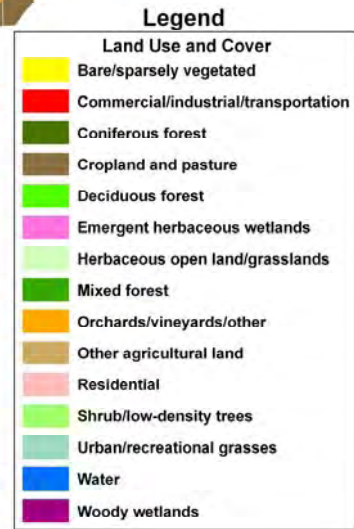 Legend
Land Use and Cover
Bare/sparsely vegetated
Commercial/industrial/transportation
Coniferous forest
Cropland and pasture
Deciduous forest
Emergent herbaceous wetlands
Herbaceous open land/grasslands
Mixed forest
Orchards/vineyards/other
Other agricultural land
Residential
Shrub/low-density trees
Urban/recreational grasses
Water
Woody wetlands